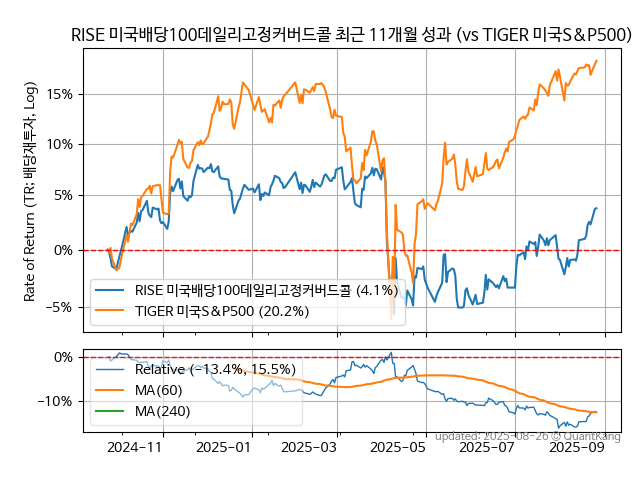 RISE 미국배당100데일리고정커버드콜 최근 11개월 성과 (vs TIGER 미국S&P500)
Rate of Return (TR: 배당재투자, Log)
15%
10%
5%
0%
−5%
RISE 미국배당100데일리고정커버드콜 (4.1%)
TIGER 미국S&P500 (20.2%)
0%
−10%
Relative (−13.4%, 15.5%)
MA(60)
MA(240)
updated: 2025-08-26 © QuantKang
2024-11
2025-01
2025-03
2025-05
2025-07
2025-09